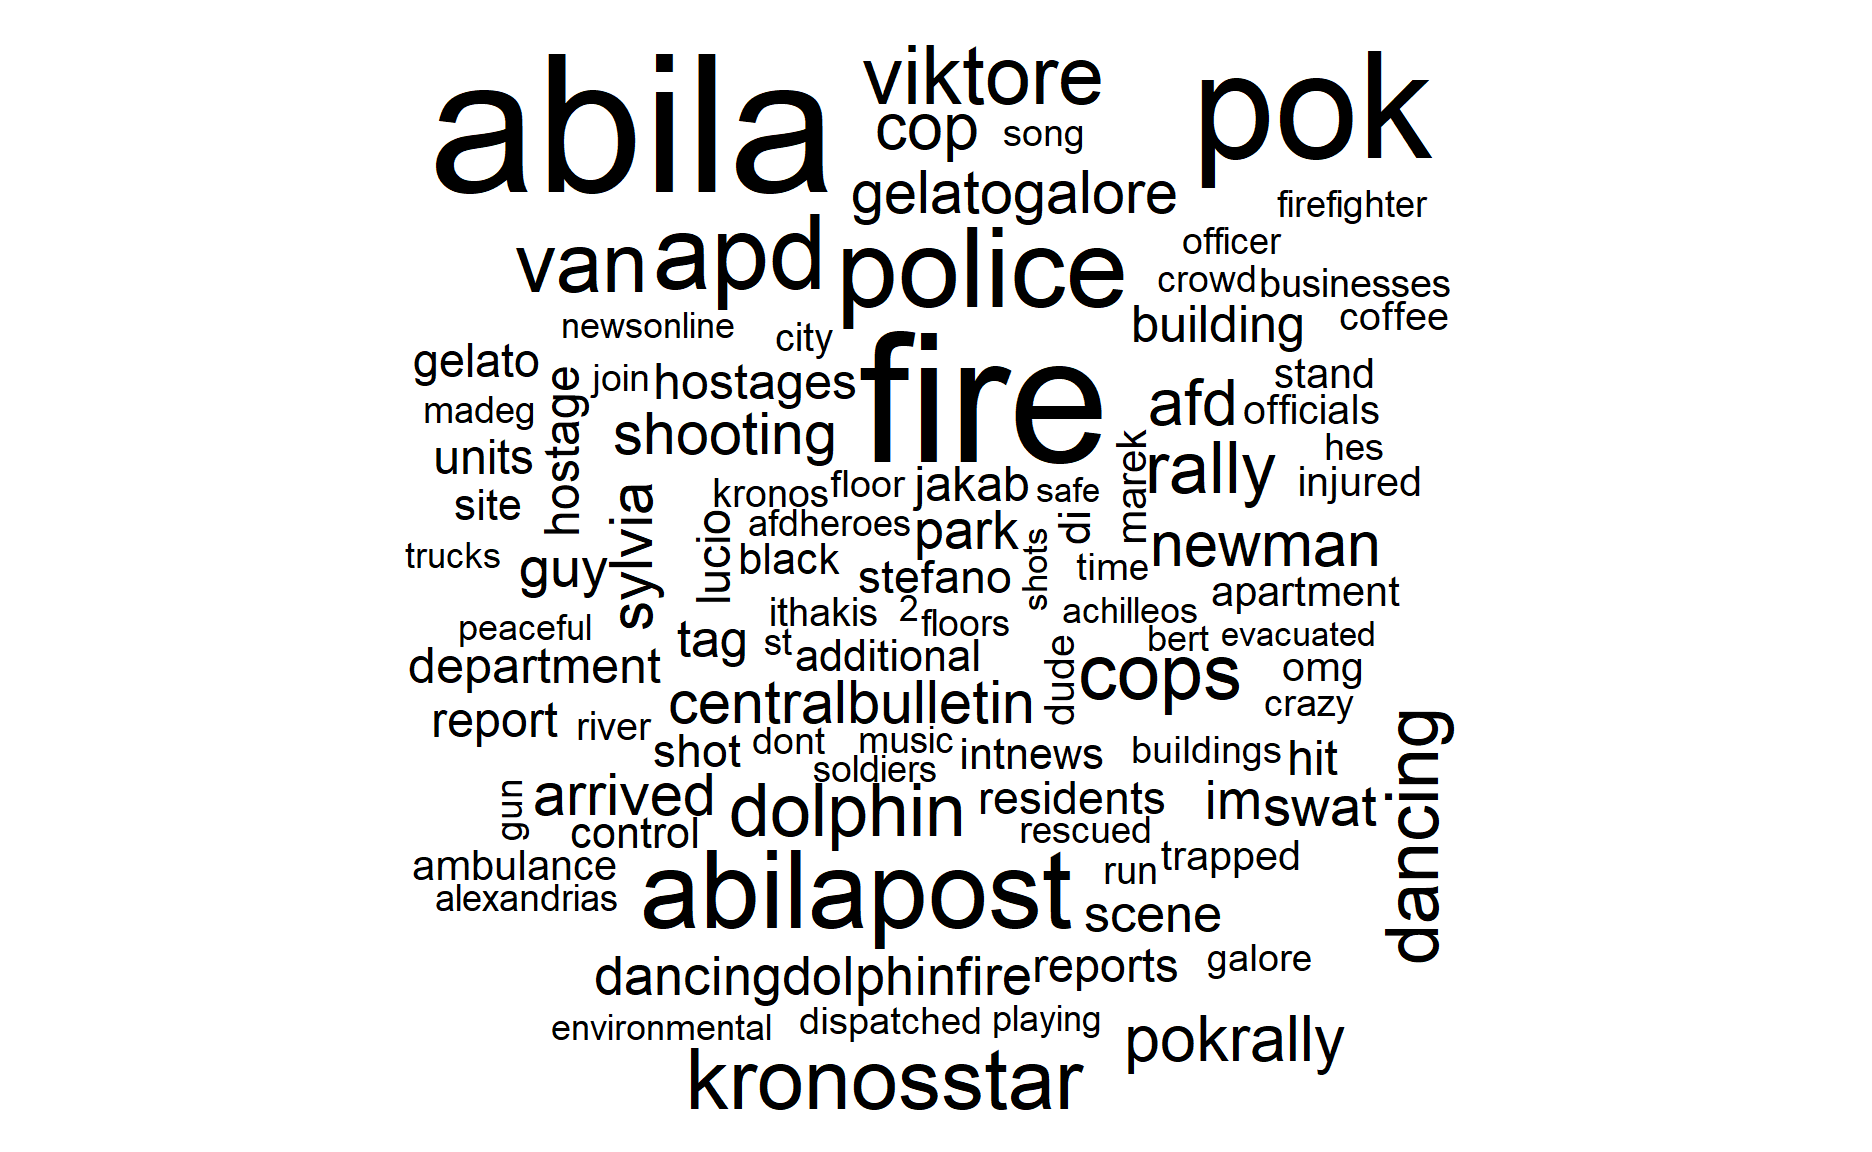 abila viktore pok
cop song
gelatogalore firefighter
van apd police officer
crowd businesses
newsonline city building coffee
gelato join hostages fire stand
madeg hostage shooting afd officials
units marek rally hes
site sylvia kronos floor jakab safe injured
lucio afdheroes park di newman
trucks guy black stefano shots time apartment
ithakis 2 floors achilleos
peaceful tag st additional bert evacuated
department dude cops omg
report river centralbulletin crazy
shot dont music intnews buildings hit dancing
soldiers
gun arrived dolphin residents im swat
control rescued
ambulance abilapost run trapped
alexandrias scene
dancingdolphinfire reports galore
environmental dispatched playing pokrally
kronosstar